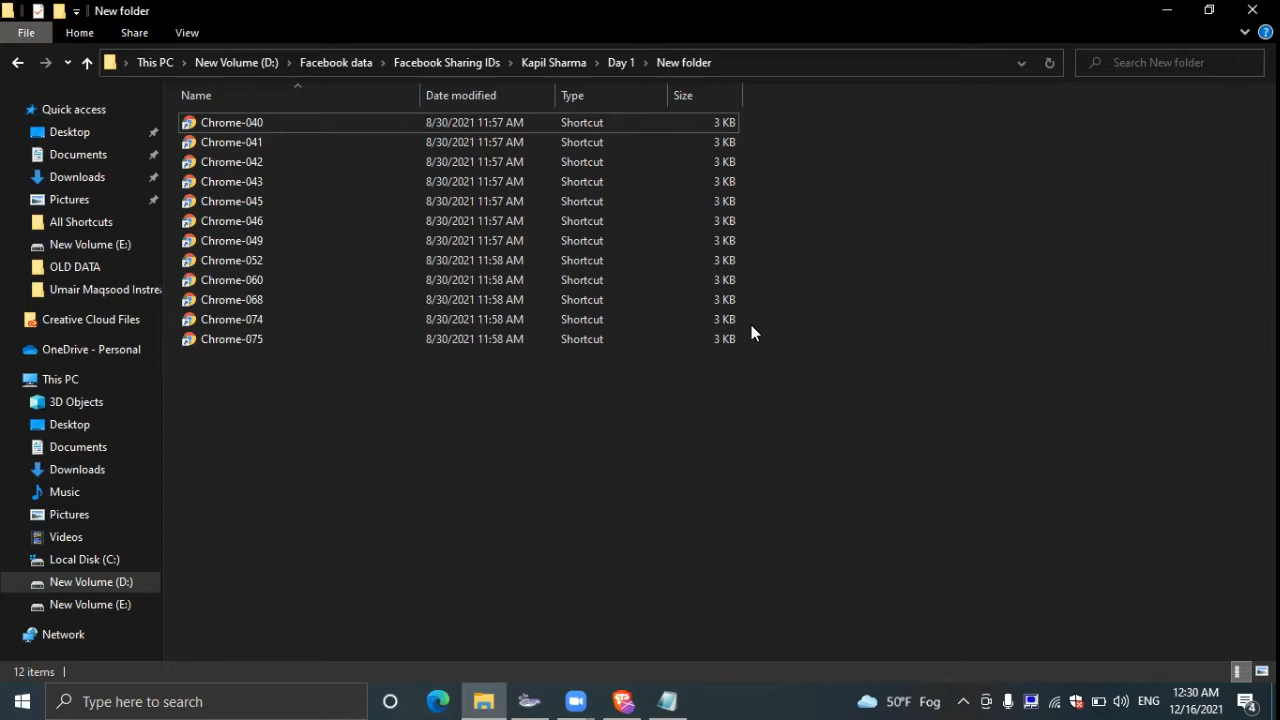 New folder
File Home Share View
This PC New Volume (D:) Facebook data Facebook Sharing IDs Kapil Sharma Day 1 New folder Search New folder
Name Date modified Type Size
Chrome-040 8/30/2021 11:57 AM Shortcut 3 KB
Chrome-041 8/30/2021 11:57 AM Shortcut 3 KB
Chrome-042 8/30/2021 11:57 AM Shortcut 3 KB
Chrome-043 8/30/2021 11:57 AM Shortcut 3 KB
Chrome-045 8/30/2021 11:57 AM Shortcut 3 KB
Chrome-046 8/30/2021 11:57 AM Shortcut 3 KB
Chrome-049 8/30/2021 11:57 AM Shortcut 3 KB
Chrome-052 8/30/2021 11:58 AM Shortcut 3 KB
Chrome-060 8/30/2021 11:58 AM Shortcut 3 KB
Chrome-068 8/30/2021 11:58 AM Shortcut 3 KB
Chrome-074 8/30/2021 11:58 AM Shortcut 3 KB
Chrome-075 8/30/2021 11:58 AM Shortcut 3 KB
Quick access
Desktop
Documents
Downloads
Pictures
All Shortcuts
New Volume (E:)
OLD DATA
Umair Maqsood Instrea
Creative Cloud Files
OneDrive - Personal
This PC
3D Objects
Desktop
Documents
Downloads
Music
Pictures
Videos
Local Disk (C:)
New Volume (D:)
New Volume (E:)
Network
12 items
Type here to search
50°F Fog
ENG
12:30 AM
12/16/2021
4